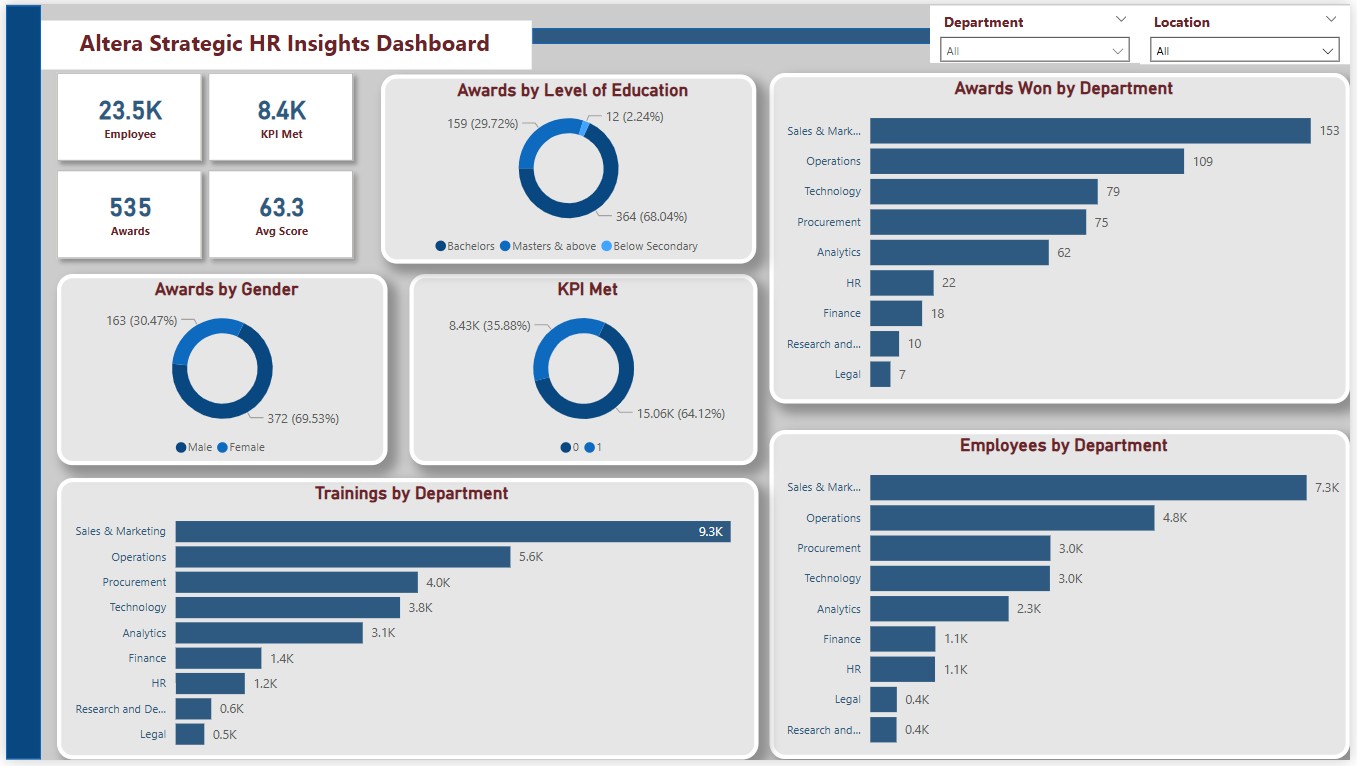 Altera Strategic HR Insights Dashboard
Department
All
Location
All
23.5K
Employee
8.4K
KPI Met
535
Awards
63.3
Avg Score
Awards by Level of Education
159 (29.72%)
12 (2.24%)
364 (68.04%)
Bachelors Masters & above Below Secondary
Awards Won by Department
Sales & Mark... 153
Operations 109
Technology 79
Procurement 75
Analytics 62
HR 22
Finance 18
Research and... 10
Legal 7
Awards by Gender
163 (30.47%)
372 (69.53%)
Male Female
KPI Met
8.43K (35.88%)
15.06K (64.12%)
0 1
Trainings by Department
Sales & Marketing 9.3K
Operations 5.6K
Procurement 4.0K
Technology 3.8K
Analytics 3.1K
Finance 1.4K
HR 1.2K
Research and De... 0.6K
Legal 0.5K
Employees by Department
Sales & Mark... 7.3K
Operations 4.8K
Procurement 3.0K
Technology 3.0K
Analytics 2.3K
Finance 1.1K
HR 1.1K
Legal 0.4K
Research and... 0.4K